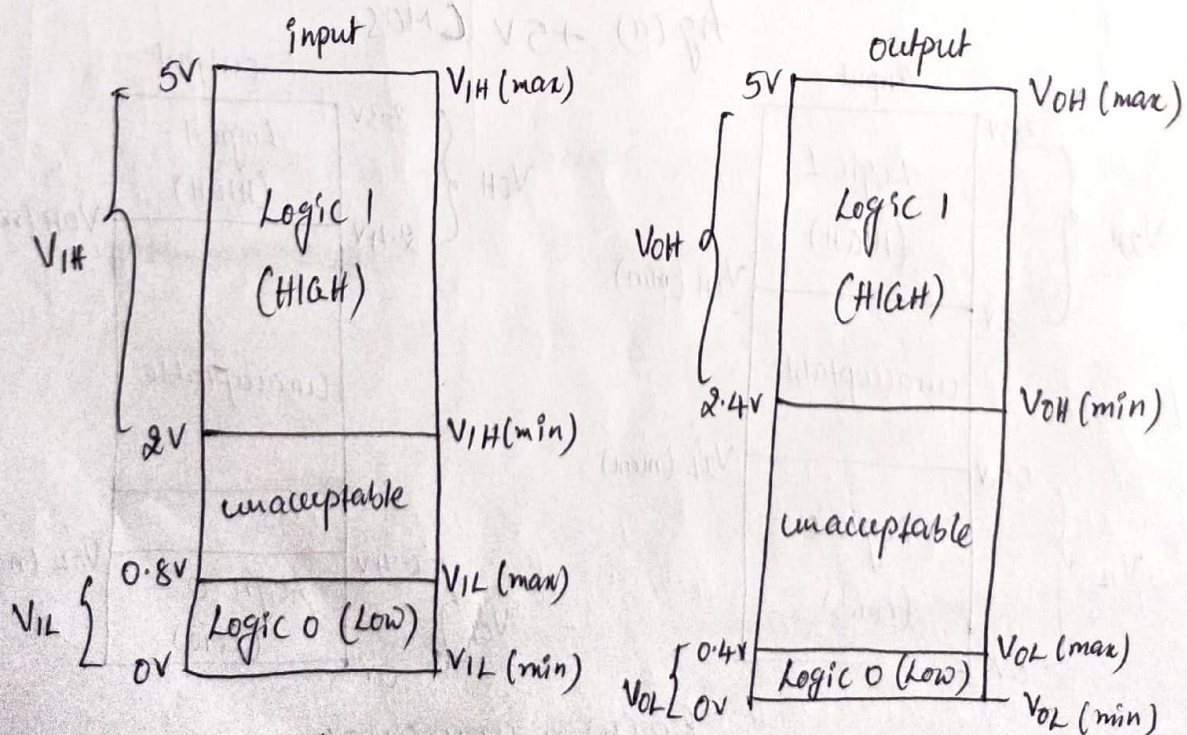 input
5V
VIH (max)
Logic 1
(HIGH)
VIH
2V
VIH (min)
unacceptable
0.8V
VIL (max)
VIL
Logic 0 (Low)
0V
VIL (min)
output
5V
VOH (max)
Logic 1
(HIGH)
VOH
2.4V
VOH (min)
unacceptable
0.4V
VOL (max)
VOL
Logic 0 (Low)
0V
VOL (min)